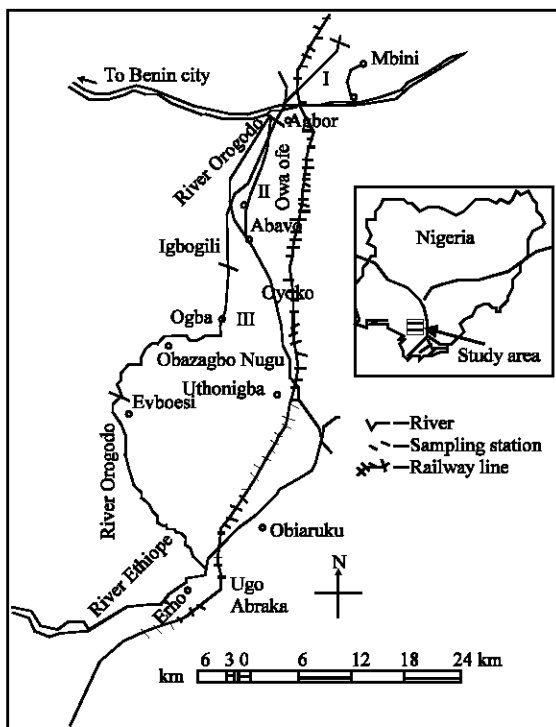 Mbini
I
To Benin city
Agbor
River Orogodo
Owa ofe
II
Abavo
Igbogili
Oyoko
Ogba
III
Obazagbo Nugu
Uthonigba
Evboesi
River Orogodo
Obiaruku
River Ethiope
Erho
Ugo
Abraka
Nigeria
Study area
River
Sampling station
Railway line
N
6 3 0 6 12 18 24 km
km